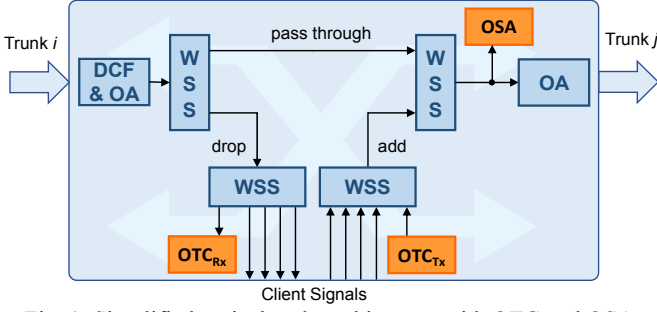 Trunk i
Trunk j
OSA
pass through
DCF
& OA
W
S
S
W
S
S
OA
drop
add
WSS
WSS
OTCRx
OTCTx
Client Signals